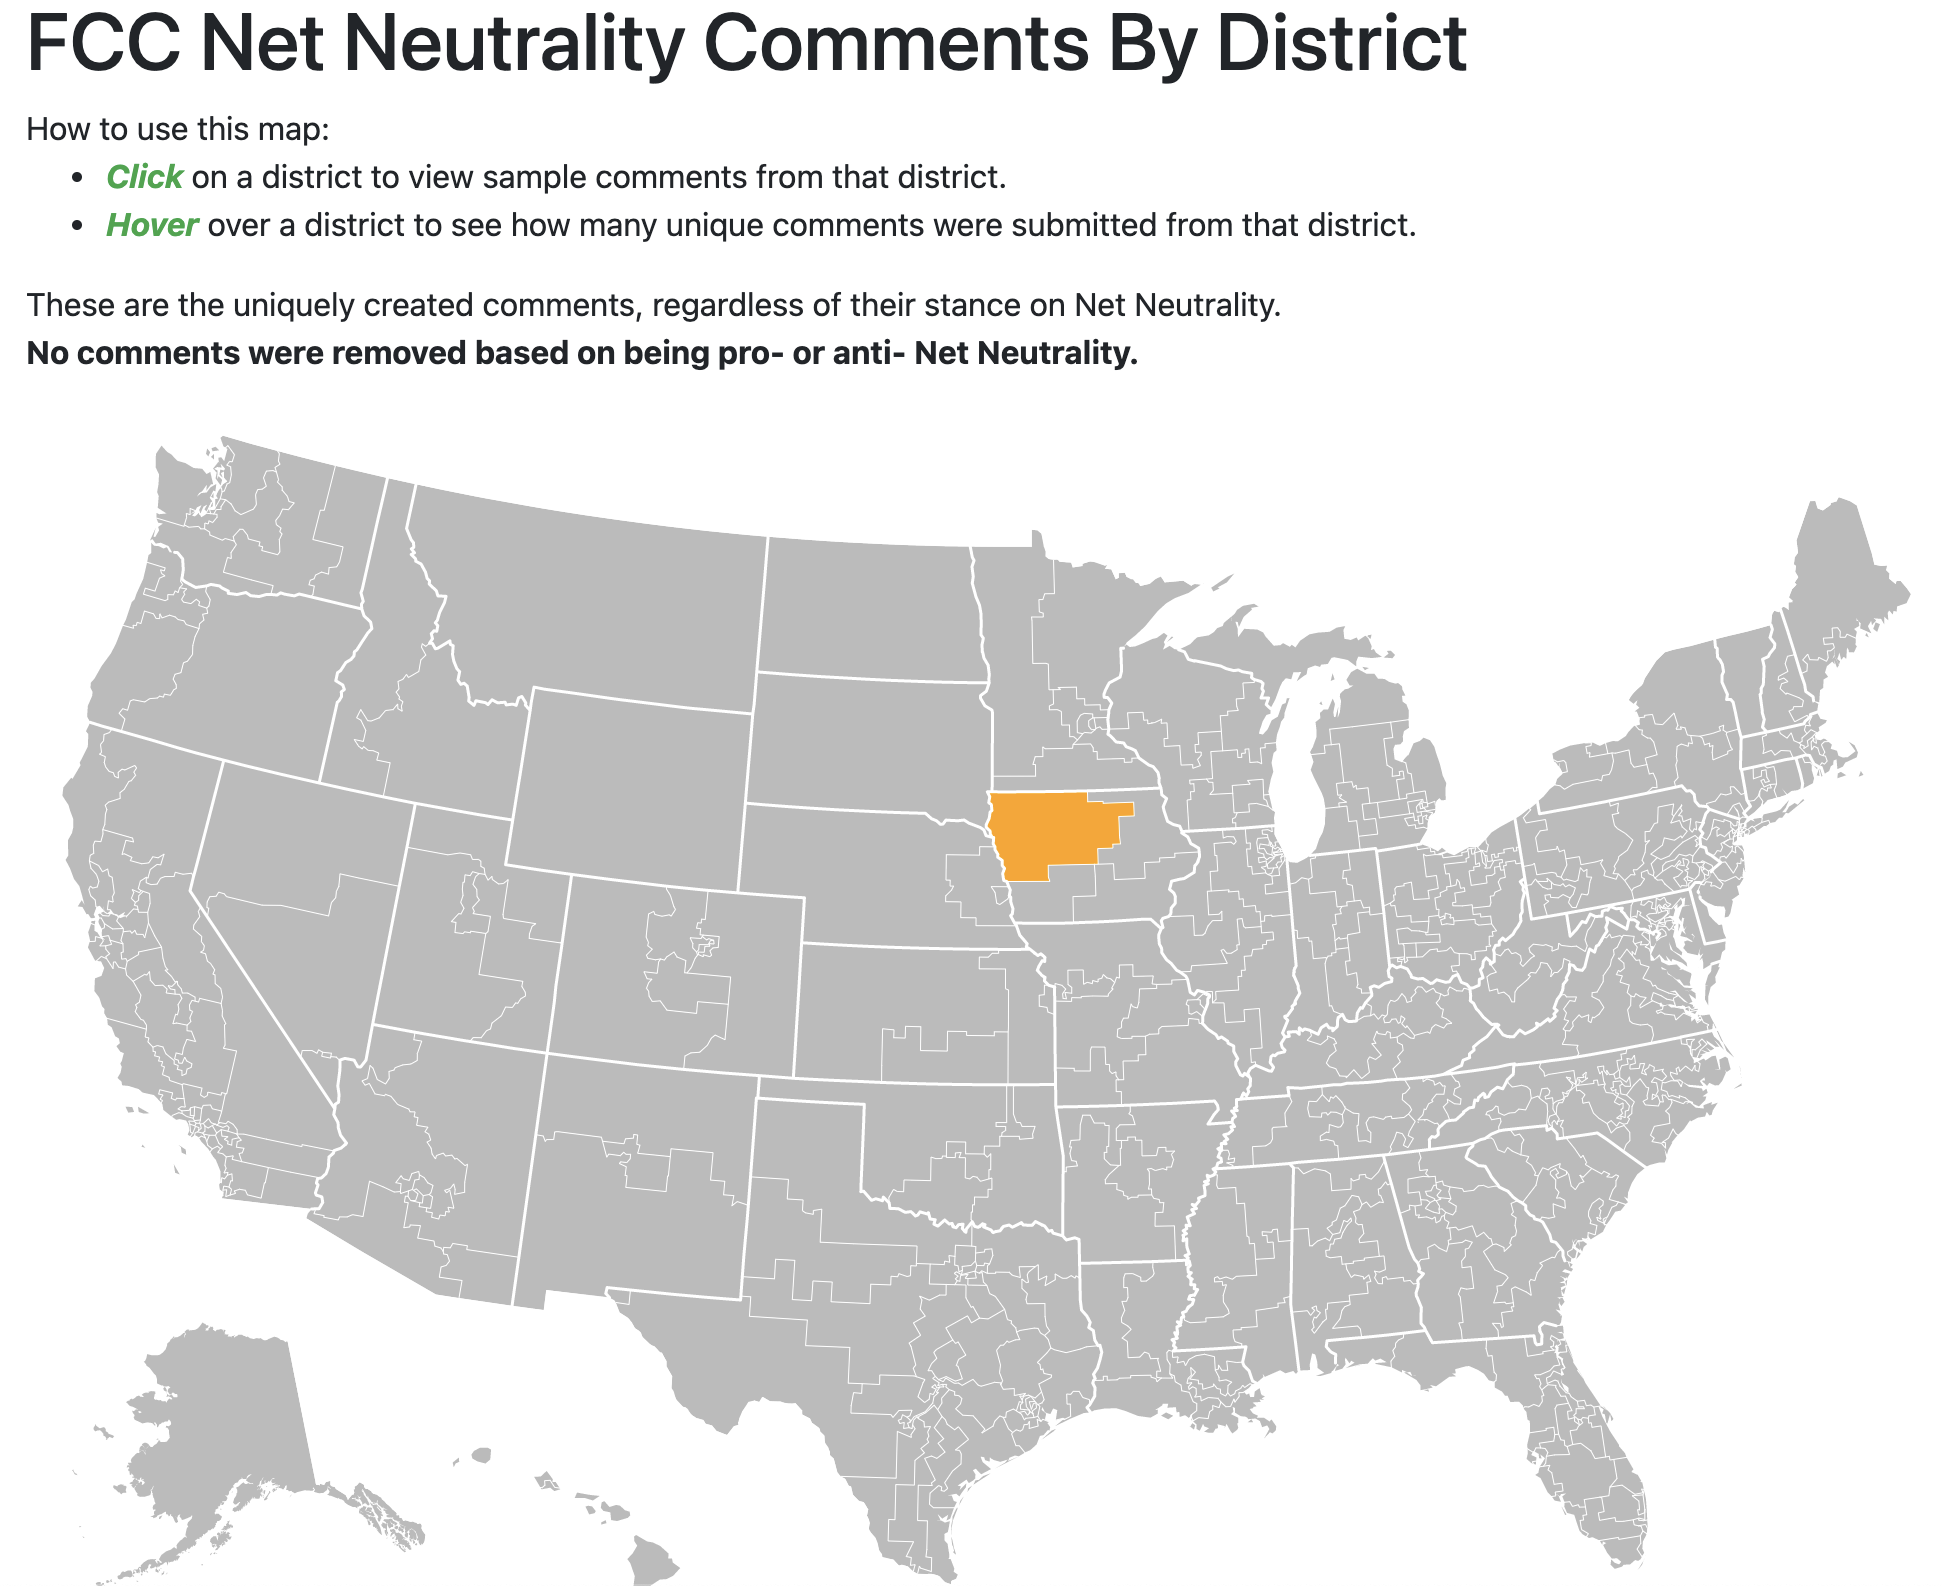 FCC Net Neutrality Comments By District
How to use this map:
• Click on a district to view sample comments from that district.
• Hover over a district to see how many unique comments were submitted from that district.
These are the uniquely created comments, regardless of their stance on Net Neutrality.
No comments were removed based on being pro- or anti- Net Neutrality.